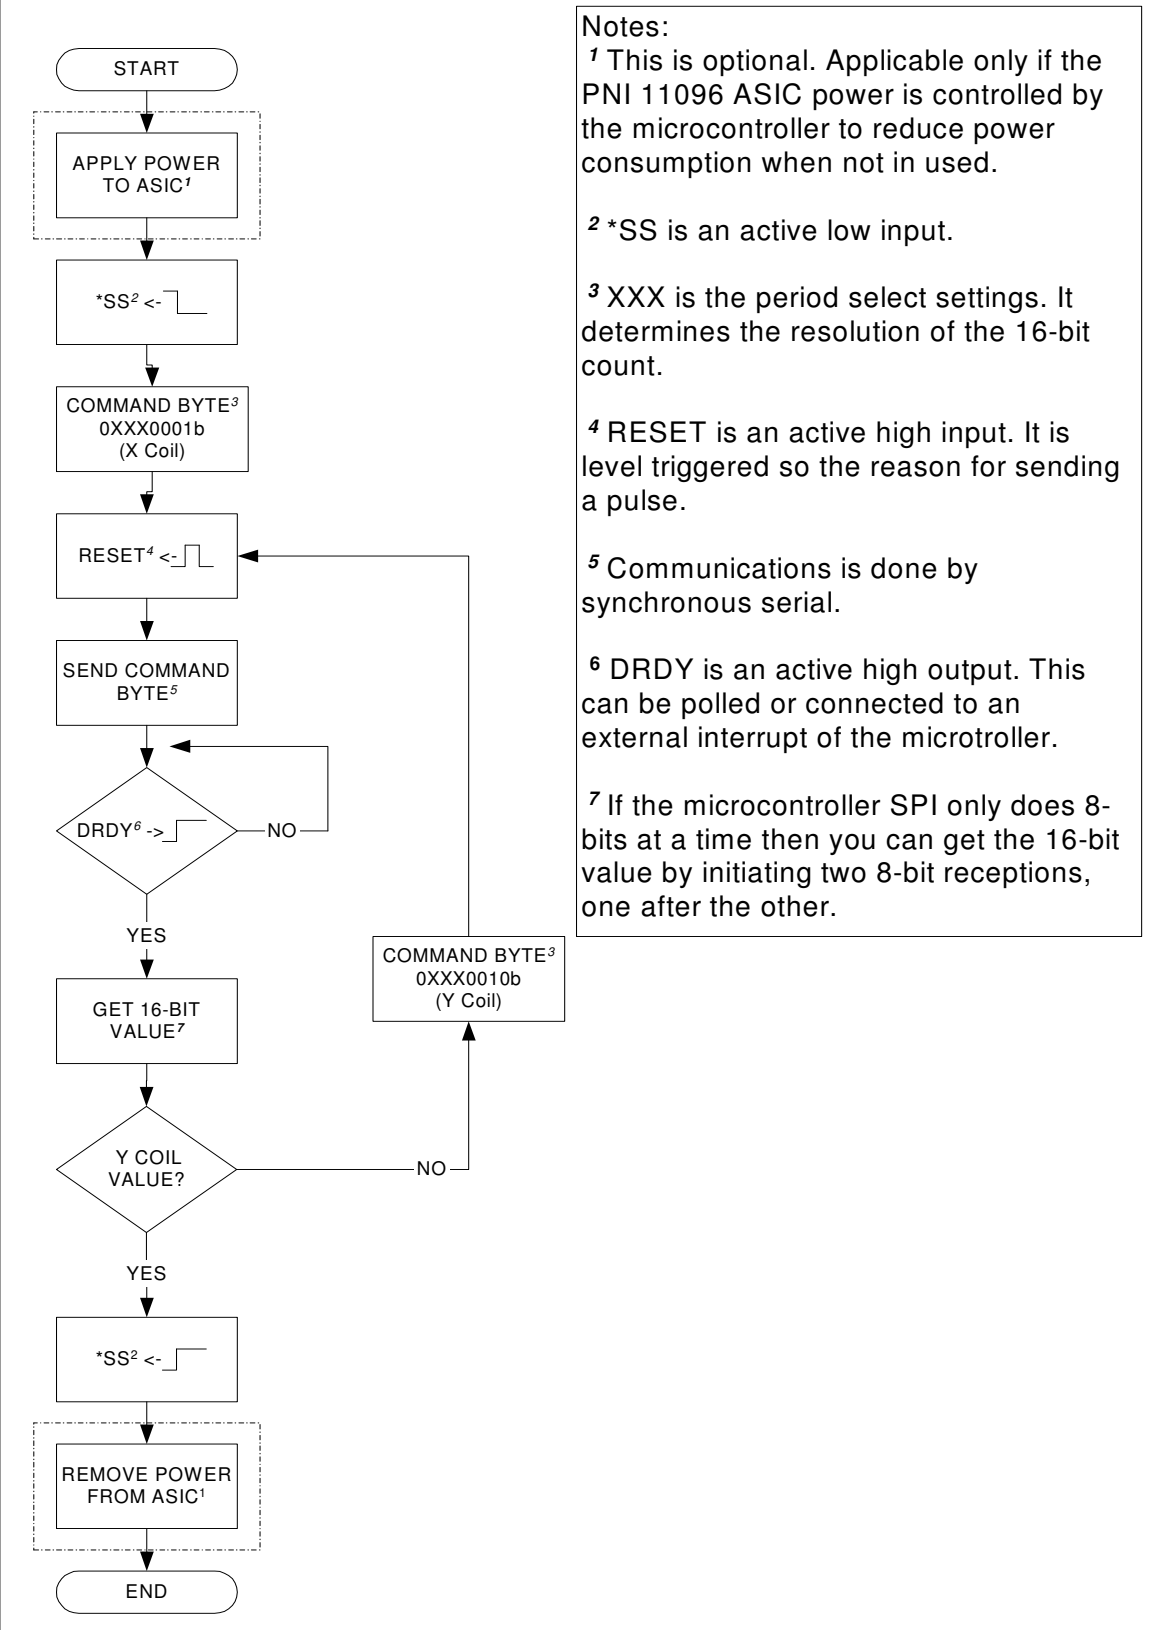 START
APPLY POWER
TO ASIC¹
*SS² <-
COMMAND BYTE³
0XXX0001b
(X Coil)
RESET⁴ <-
SEND COMMAND
BYTE⁵
DRDY⁶ ->
NO
YES
GET 16-BIT
VALUE⁷
COMMAND BYTE³
0XXX0010b
(Y Coil)
Y COIL
VALUE?
NO
YES
*SS² <-
REMOVE POWER
FROM ASIC¹
END
Notes:
¹ This is optional. Applicable only if the
PNI 11096 ASIC power is controlled by
the microcontroller to reduce power
consumption when not in used.
² *SS is an active low input.
³ XXX is the period select settings. It
determines the resolution of the 16-bit
count.
⁴ RESET is an active high input. It is
level triggered so the reason for sending
a pulse.
⁵ Communications is done by
synchronous serial.
⁶ DRDY is an active high output. This
can be polled or connected to an
external interrupt of the microtroller.
⁷ If the microcontroller SPI only does 8-
bits at a time then you can get the 16-bit
value by initiating two 8-bit receptions,
one after the other.